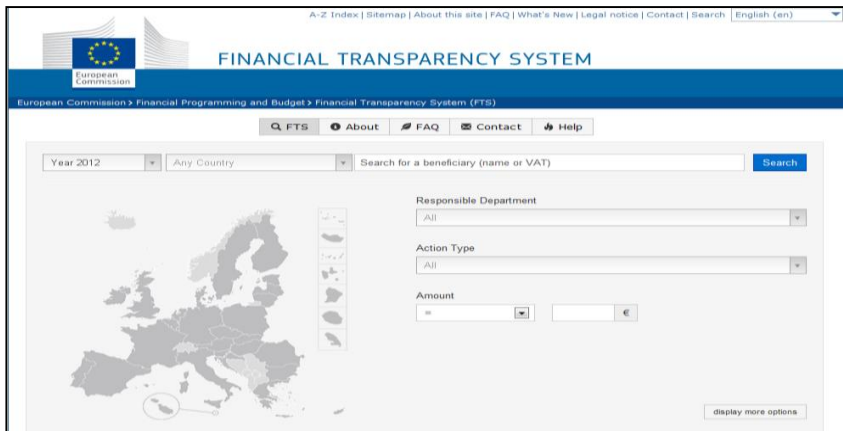 A-Z Index | Sitemap | About this site | FAQ | What's New | Legal notice | Contact | Search English (en)
European
Commission
FINANCIAL TRANSPARENCY SYSTEM
European Commission > Financial Programming and Budget > Financial Transparency System (FTS)
FTS About FAQ Contact Help
Year 2012 Any Country Search for a beneficiary (name or VAT) Search
Responsible Department
All
Action Type
All
Amount
= €
display more options